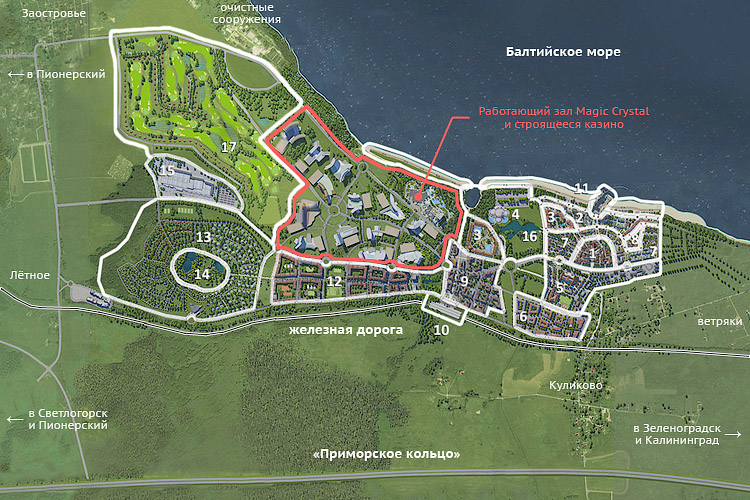 Заостровье
очистные
сооружения
в Пионерский
Балтийское море
Работающий зал Magic Crystal
и строящееся казино
17
15
11
4
3
2
3
16
8
7
1
7
13
14
Лётное
12
9
5
6
10
железная дорога
ветряки
Куликово
в Светлогорск
и Пионерский
в Зеленоградск
и Калининград
«Приморское кольцо»